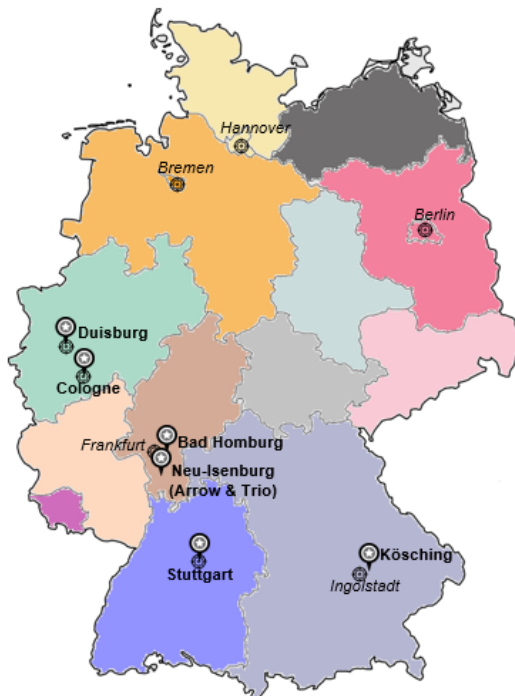 Hannover
Bremen
Berlin
Duisburg
Cologne
Frankfurt
Bad Homburg
Neu-Isenburg
(Arrow & Trio)
Stuttgart
Kösching
Ingolstadt